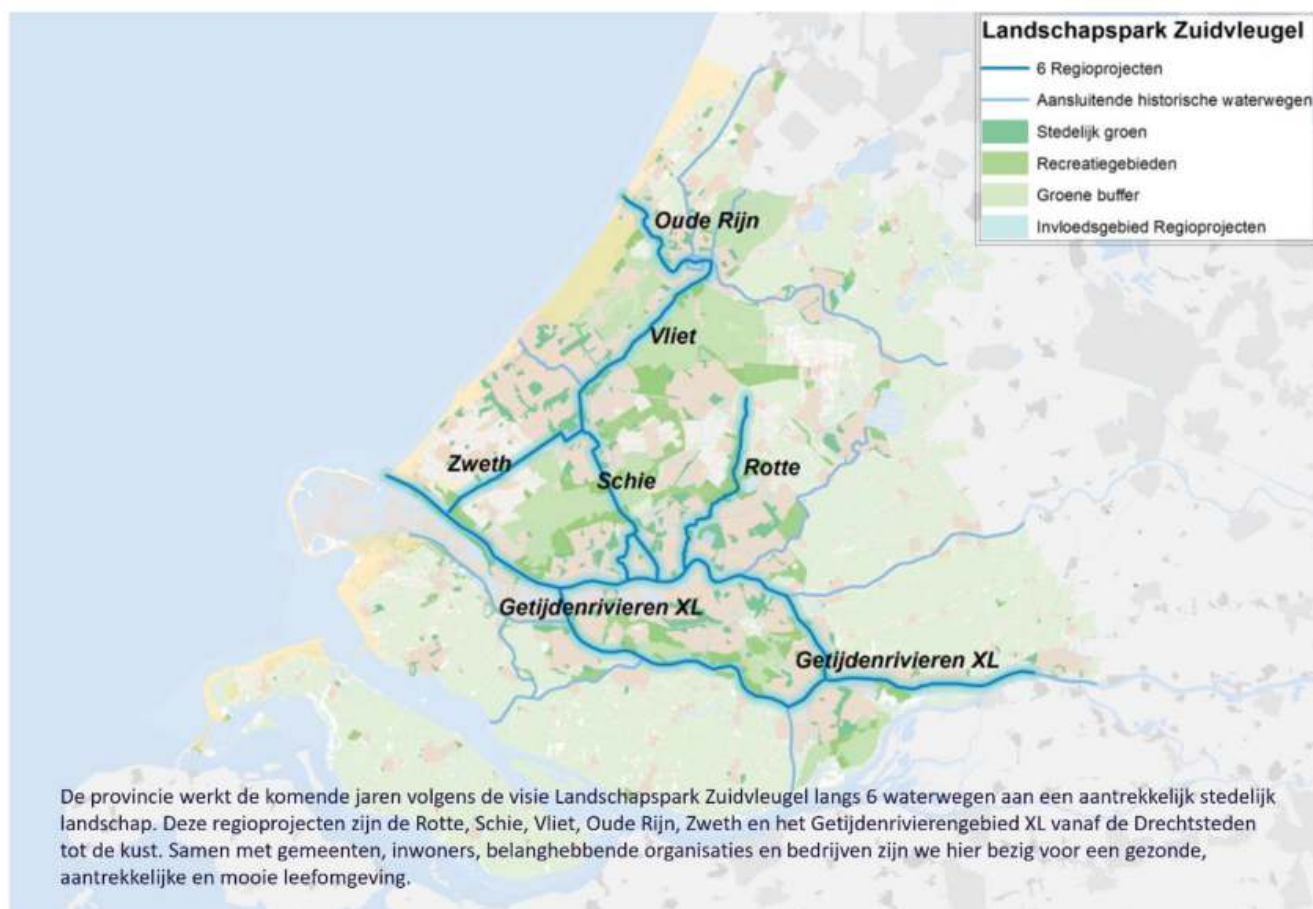 Landschapspark Zuidvleugel
6 Regioprojecten
Aansluitende historische waterwegen
Stedelijk groen
Recreatiegebieden
Groene buffer
Invloedsgebied Regioprojecten
Oude Rijn
Vliet
Zweth
Schie
Rotte
Getijdenrivieren XL
Getijdenrivieren XL
De provincie werkt de komende jaren volgens de visie Landschapspark Zuidvleugel langs 6 waterwegen aan een aantrekkelijk stedelijk
landschap. Deze regioprojecten zijn de Rotte, Schie, Vliet, Oude Rijn, Zweth en het Getijdenrivierengebied XL vanaf de Drechtsteden
tot de kust. Samen met gemeenten, inwoners, belanghebbende organisaties en bedrijven zijn we hier bezig voor een gezonde,
aantrekkelijke en mooie leefomgeving.